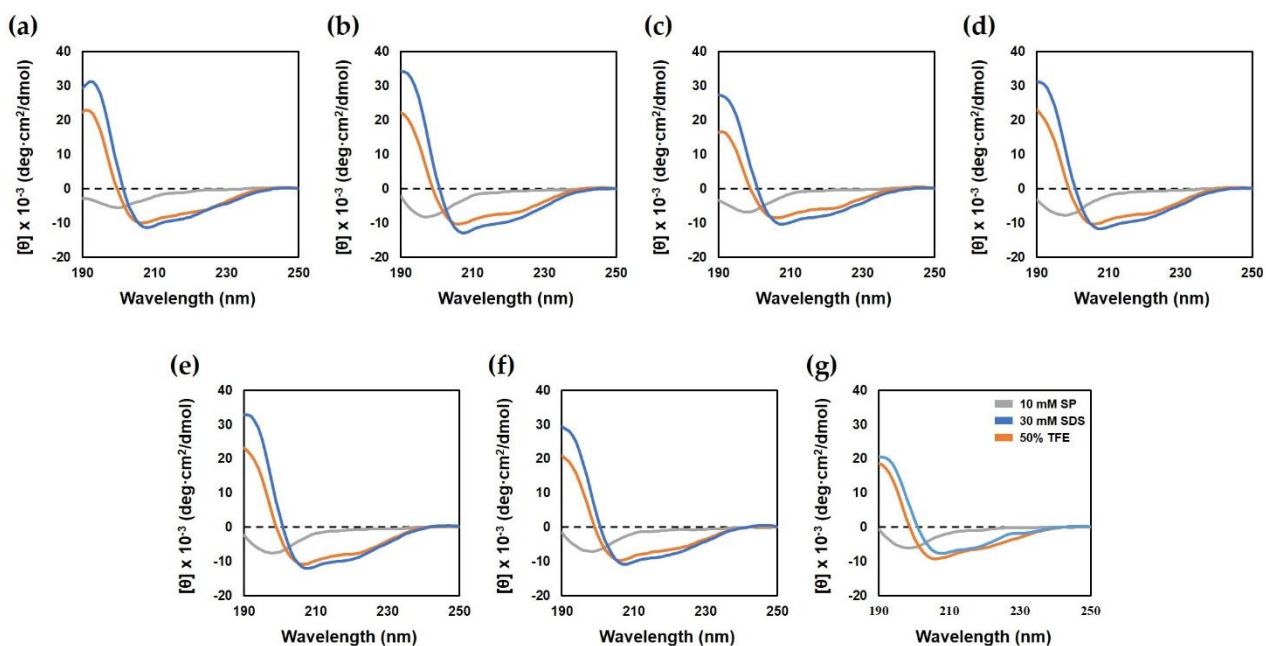 (a) (b) (c) (d)
40 40 40 40
30 30 30 30
20 20 20 20
10 10 10 10
0 0 0 0
-10 -10 -10 -10
-20 -20 -20 -20
190 210 230 250 190 210 230 250 190 210 230 250 190 210 230 250
[θ] x 10⁻³ (deg·cm²/dmol) [θ] x 10⁻³ (deg·cm²/dmol) [θ] x 10⁻³ (deg·cm²/dmol) [θ] x 10⁻³ (deg·cm²/dmol)
Wavelength (nm) Wavelength (nm) Wavelength (nm) Wavelength (nm)
(e) (f) (g)
40 40 40
30 30 30
20 20 20
10 10 10
0 0 0
-10 -10 -10
-20 -20 -20
10 mM SP
30 mM SDS
50% TFE
190 210 230 250 190 210 230 250 190 210 230 250
[θ] x 10⁻³ (deg·cm²/dmol) [θ] x 10⁻³ (deg·cm²/dmol) [θ] x 10⁻³ (deg·cm²/dmol)
Wavelength (nm) Wavelength (nm) Wavelength (nm)